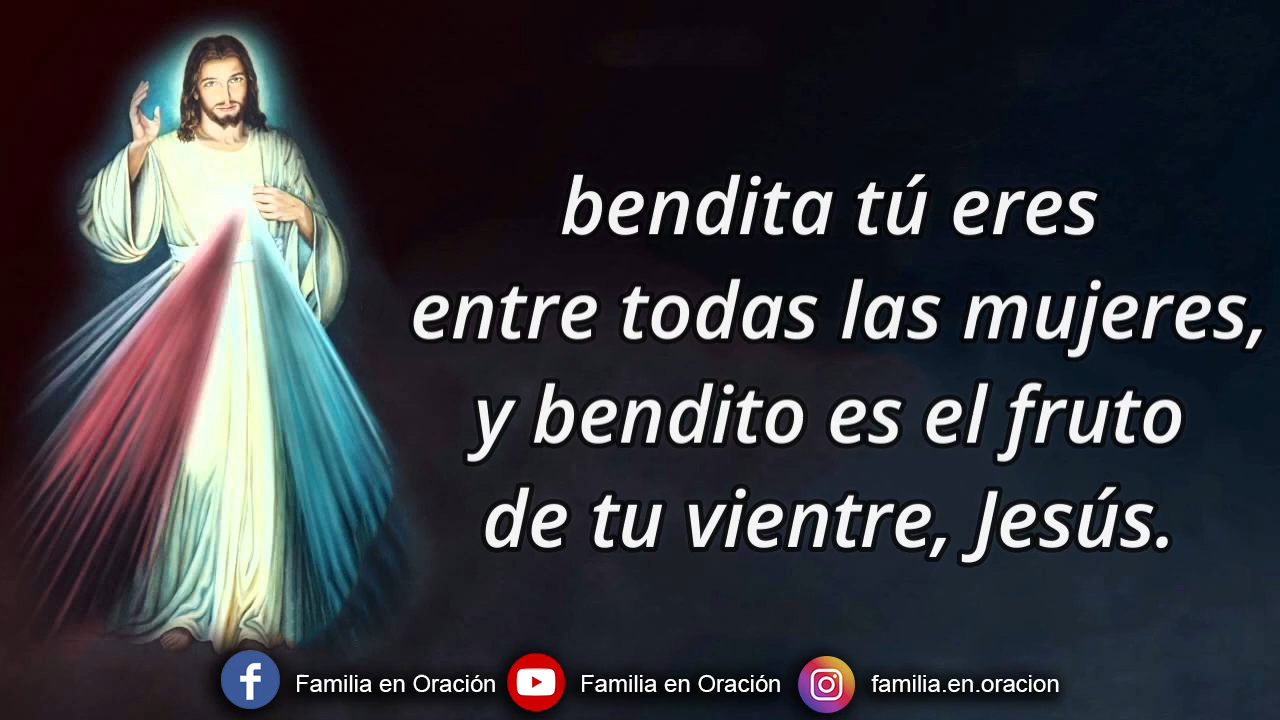 bendita tú eres
entre todas las mujeres,
y bendito es el fruto
de tu vientre, Jesús.
Familia en Oración
Familia en Oración
familia.en.oracion